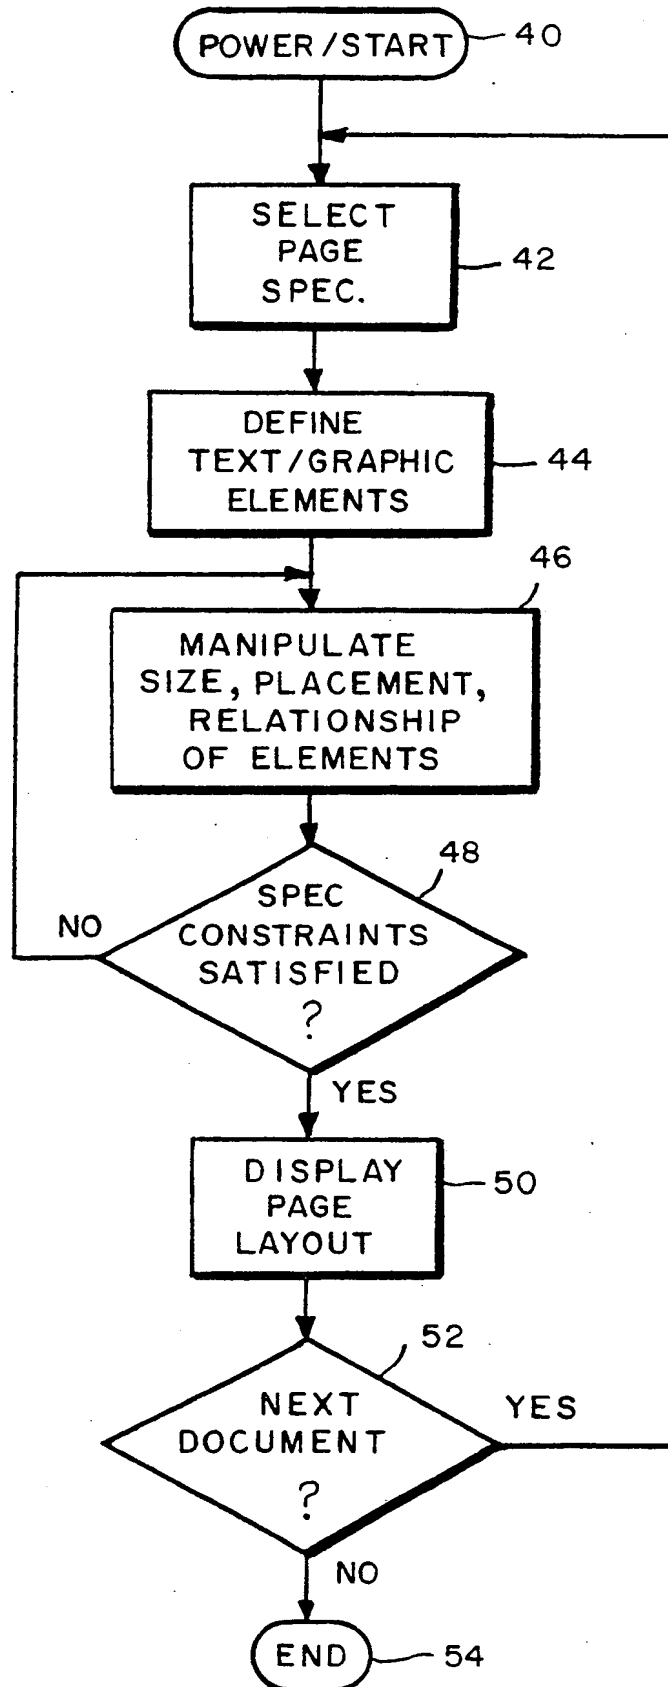 POWER/START
40
SELECT
PAGE
SPEC.
42
DEFINE
TEXT/GRAPHIC
ELEMENTS
44
46
MANIPULATE
SIZE, PLACEMENT,
RELATIONSHIP
OF ELEMENTS
48
SPEC
CONSTRAINTS
SATISFIED
?
NO
YES
DISPLAY
PAGE
LAYOUT
50
52
NEXT
DOCUMENT
?
YES
NO
END
54